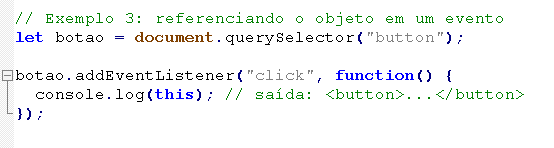 // Exemplo 3: referenciando o objeto em um evento
let botao = document.querySelector("button");
botao.addEventListener("click", function() {
console.log(this); // saída: <button>...</button>
});